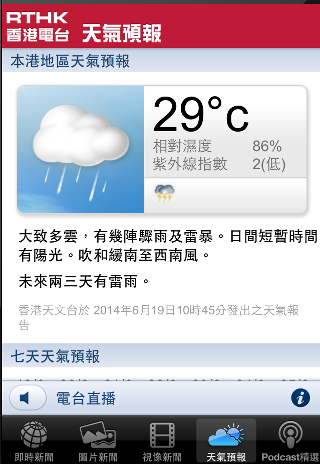 RTHK
香港電台 天氣預報
本港地區天氣預報
29°c
相對濕度 86%
紫外線指數 2(低)
大致多雲，有幾陣驟雨及雷暴。日間短暫時間
有陽光。吹和緩南至西南風。
未來兩三天有雷雨。
香港天文台於 2014年6月19日10時45分發出之天氣報
告
七天天氣預報
電台直播
即時新聞 圖片新聞 視像新聞 天氣預報 Podcast精選